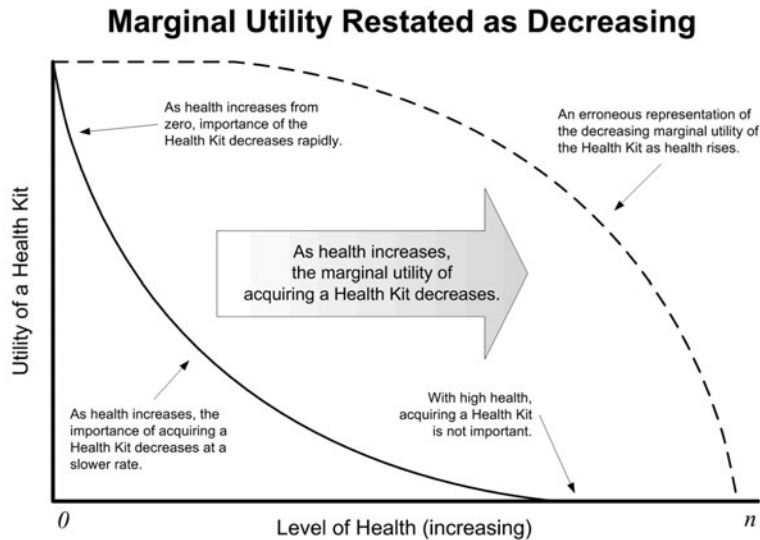 Marginal Utility Restated as Decreasing
As health increases from
zero, importance of the
Health Kit decreases rapidly.
An erroneous representation of
the decreasing marginal utility of
the Health Kit as health rises.
Utility of a Health Kit
As health increases,
the marginal utility of
acquiring a Health Kit decreases.
As health increases, the
importance of acquiring a
Health Kit decreases at a
slower rate.
With high health,
acquiring a Health Kit
is not important.
0
Level of Health (increasing)
n